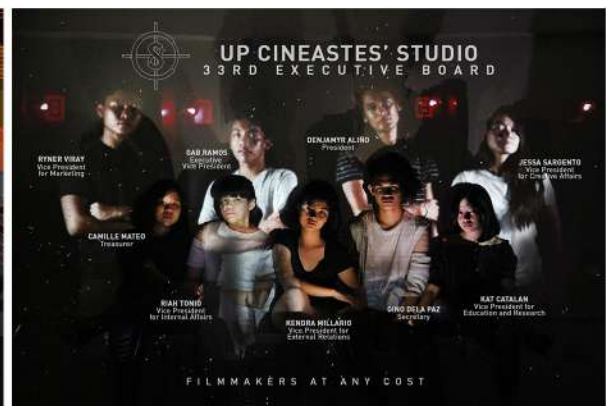 UP CINEASTES' STUDIO
33RD EXECUTIVE BOARD
RYNER VIRAY
Vice President
for Marketing
GAB RAMOS
Executive
Vice President
DENJAMYR ALIÑO
President
JESSA SARGENTO
Vice President
for Creative Affairs
CAMILLE MATEO
Treasurer
RIAH TONIO
Vice President
for Internal Affairs
KENDRA MILLARIO
Vice President for
External Relations
GINO DELA PAZ
Secretary
KAT CATALAN
Vice President for
Education and Research
FILMMAKERS AT ANY COST